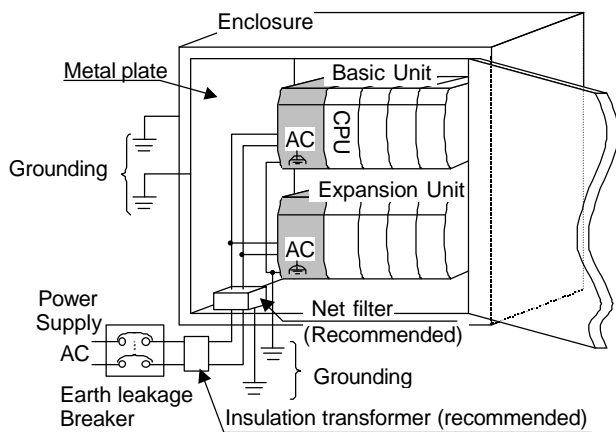 Enclosure
Metal plate
Basic Unit
AC
CPU
Grounding
Expansion Unit
AC
Power
Supply
Net filter
(Recommended)
AC
Grounding
Earth leakage
Breaker
Insulation transformer (recommended)